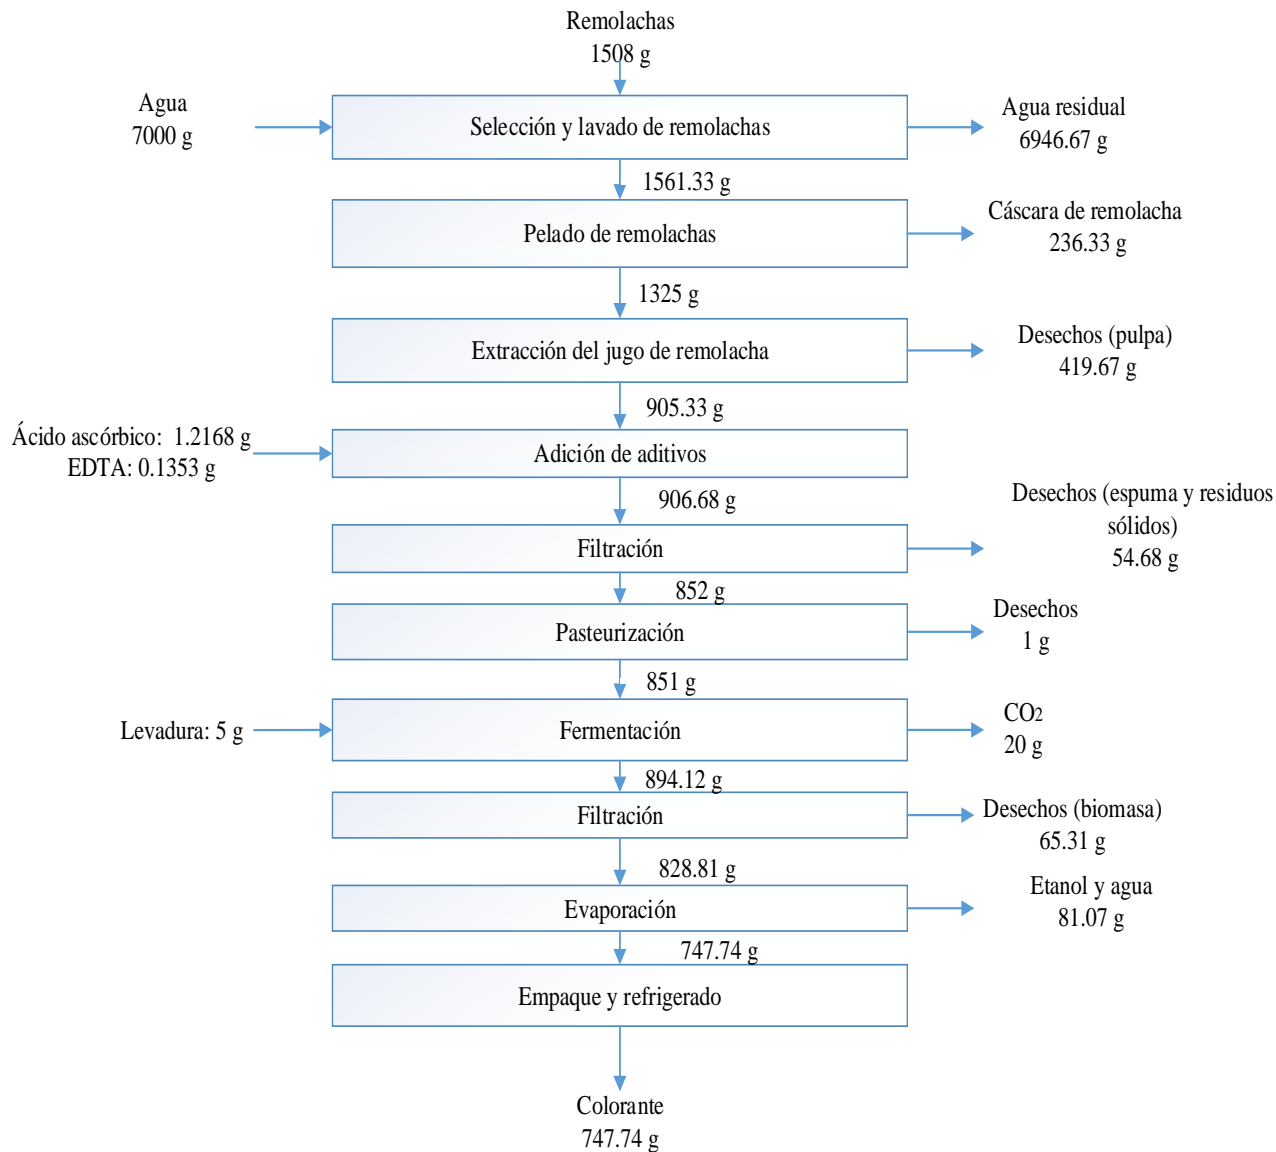 Remolachas
1508 g
Agua
7000 g
Selección y lavado de remolachas
Agua residual
6946.67 g
1561.33 g
Pelado de remolachas
Cáscara de remolacha
236.33 g
1325 g
Extracción del jugo de remolacha
Desechos (pulpa)
419.67 g
905.33 g
Ácido ascórbico: 1.2168 g
EDTA: 0.1353 g
Adición de aditivos
906.68 g
Desechos (espuma y residuos
sólidos)
54.68 g
Filtración
852 g
Pasteurización
Desechos
1 g
851 g
Levadura: 5 g
Fermentación
CO2
20 g
894.12 g
Filtración
Desechos (biomasa)
65.31 g
828.81 g
Evaporación
Etanol y agua
81.07 g
747.74 g
Empaque y refrigerado
Colorante
747.74 g